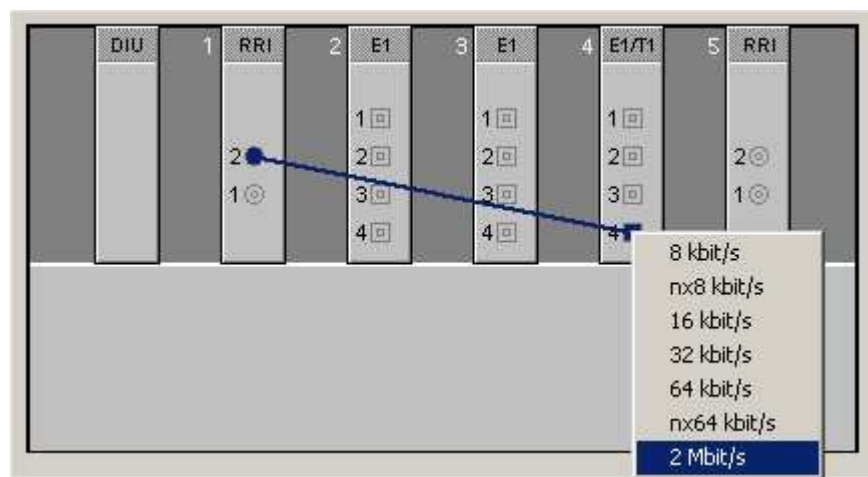 DIU 1 RRI 2 E1 3 E1 4 E1/T1 5 RRI
1 1 1
2 2 2 2 2
1 3 3 3 1
4 4 4
8 kbit/s
nx8 kbit/s
16 kbit/s
32 kbit/s
64 kbit/s
nx64 kbit/s
2 Mbit/s